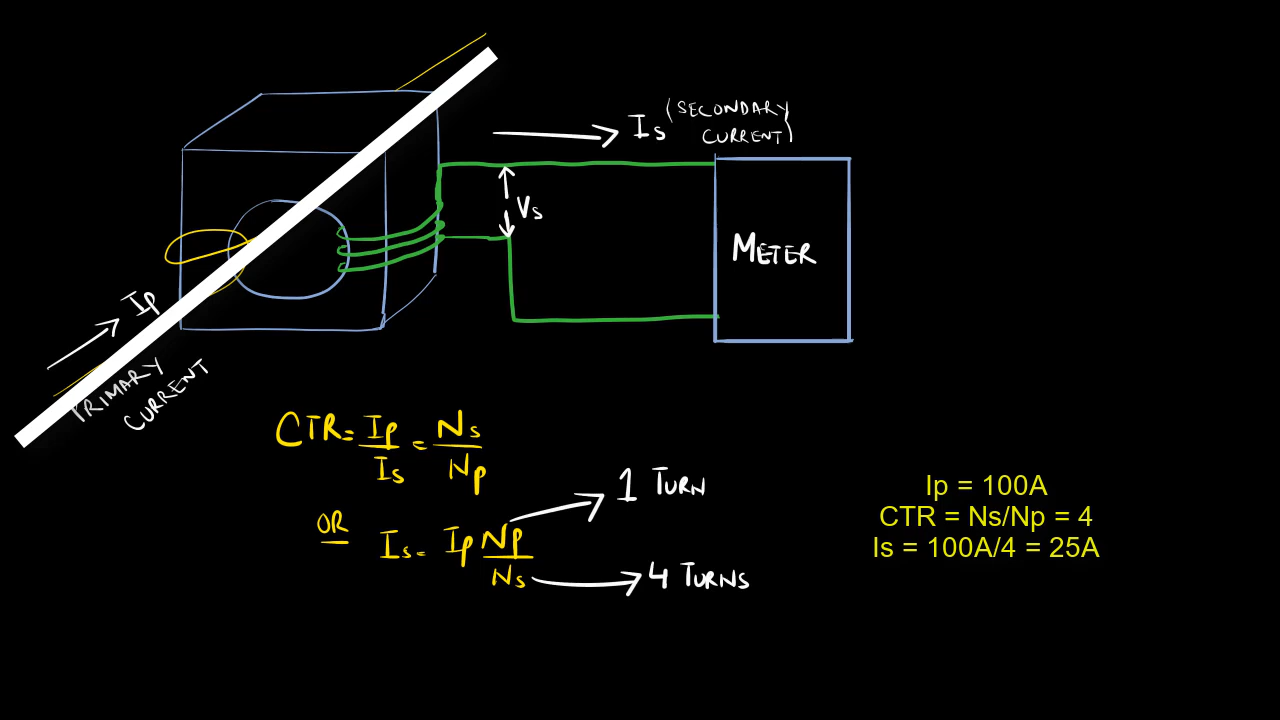 Is (SECONDARY
CURRENT)
Vs
METER
Ip
PRIMARY
CURRENT
CTR = Ip/Is = Ns/Np
1 TURN
OR
Is = Ip Np/Ns
4 TURNS
Ip = 100A
CTR = Ns/Np = 4
Is = 100A/4 = 25A